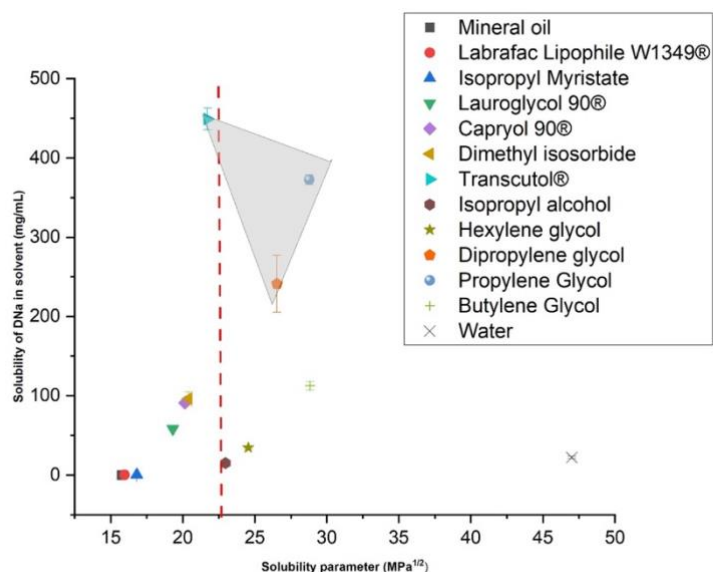 Mineral oil
Labrafac Lipophile W1349®
Isopropyl Myristate
Lauroglycol 90®
Capryol 90®
Dimethyl isosorbide
Transcutol®
Isopropyl alcohol
Hexylene glycol
Dipropylene glycol
Propylene Glycol
Butylene Glycol
Water
Solubility of DNa in solvent (mg/mL)
500
400
300
200
100
0
15 20 25 30 35 40 45 50
Solubility parameter (MPa1/2)